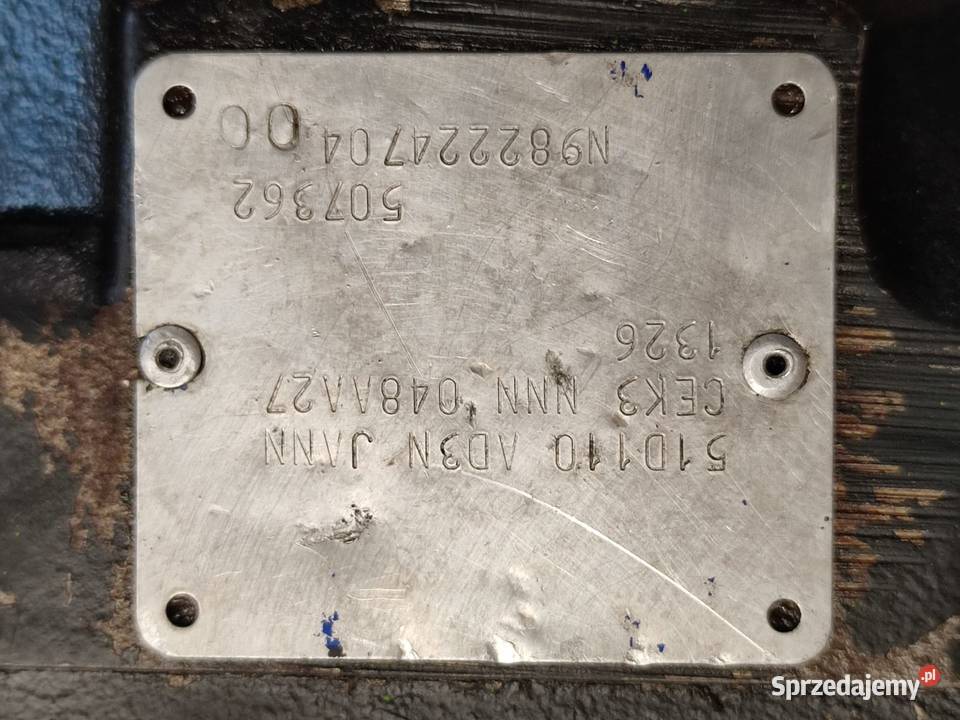 51D110 AD3N JANN
CEK3 NNN 048AA27
1326
507362
N982224704 00
Sprzedajemy.pl